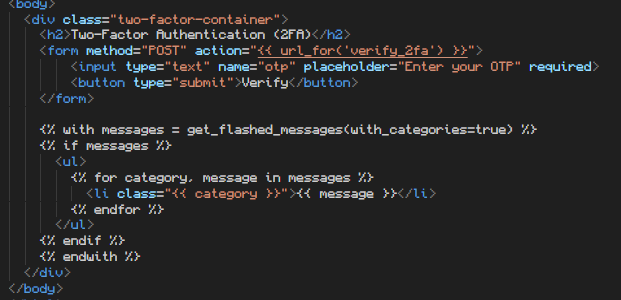 <body>
<div class="two-factor-container">
<h2>Two-Factor Authentication (2FA)</h2>
<form method="POST" action="{{ url_for('verify_2fa') }}">
<input type="text" name="otp" placeholder="Enter your OTP" required>
<button type="submit">Verify</button>
</form>
{% with messages = get_flashed_messages(with_categories=true) %}
{% if messages %}
<ul>
{% for category, message in messages %}
<li class="{{ category }}">{{ message }}</li>
{% endfor %}
</ul>
{% endif %}
{% endwith %}
</div>
</body>